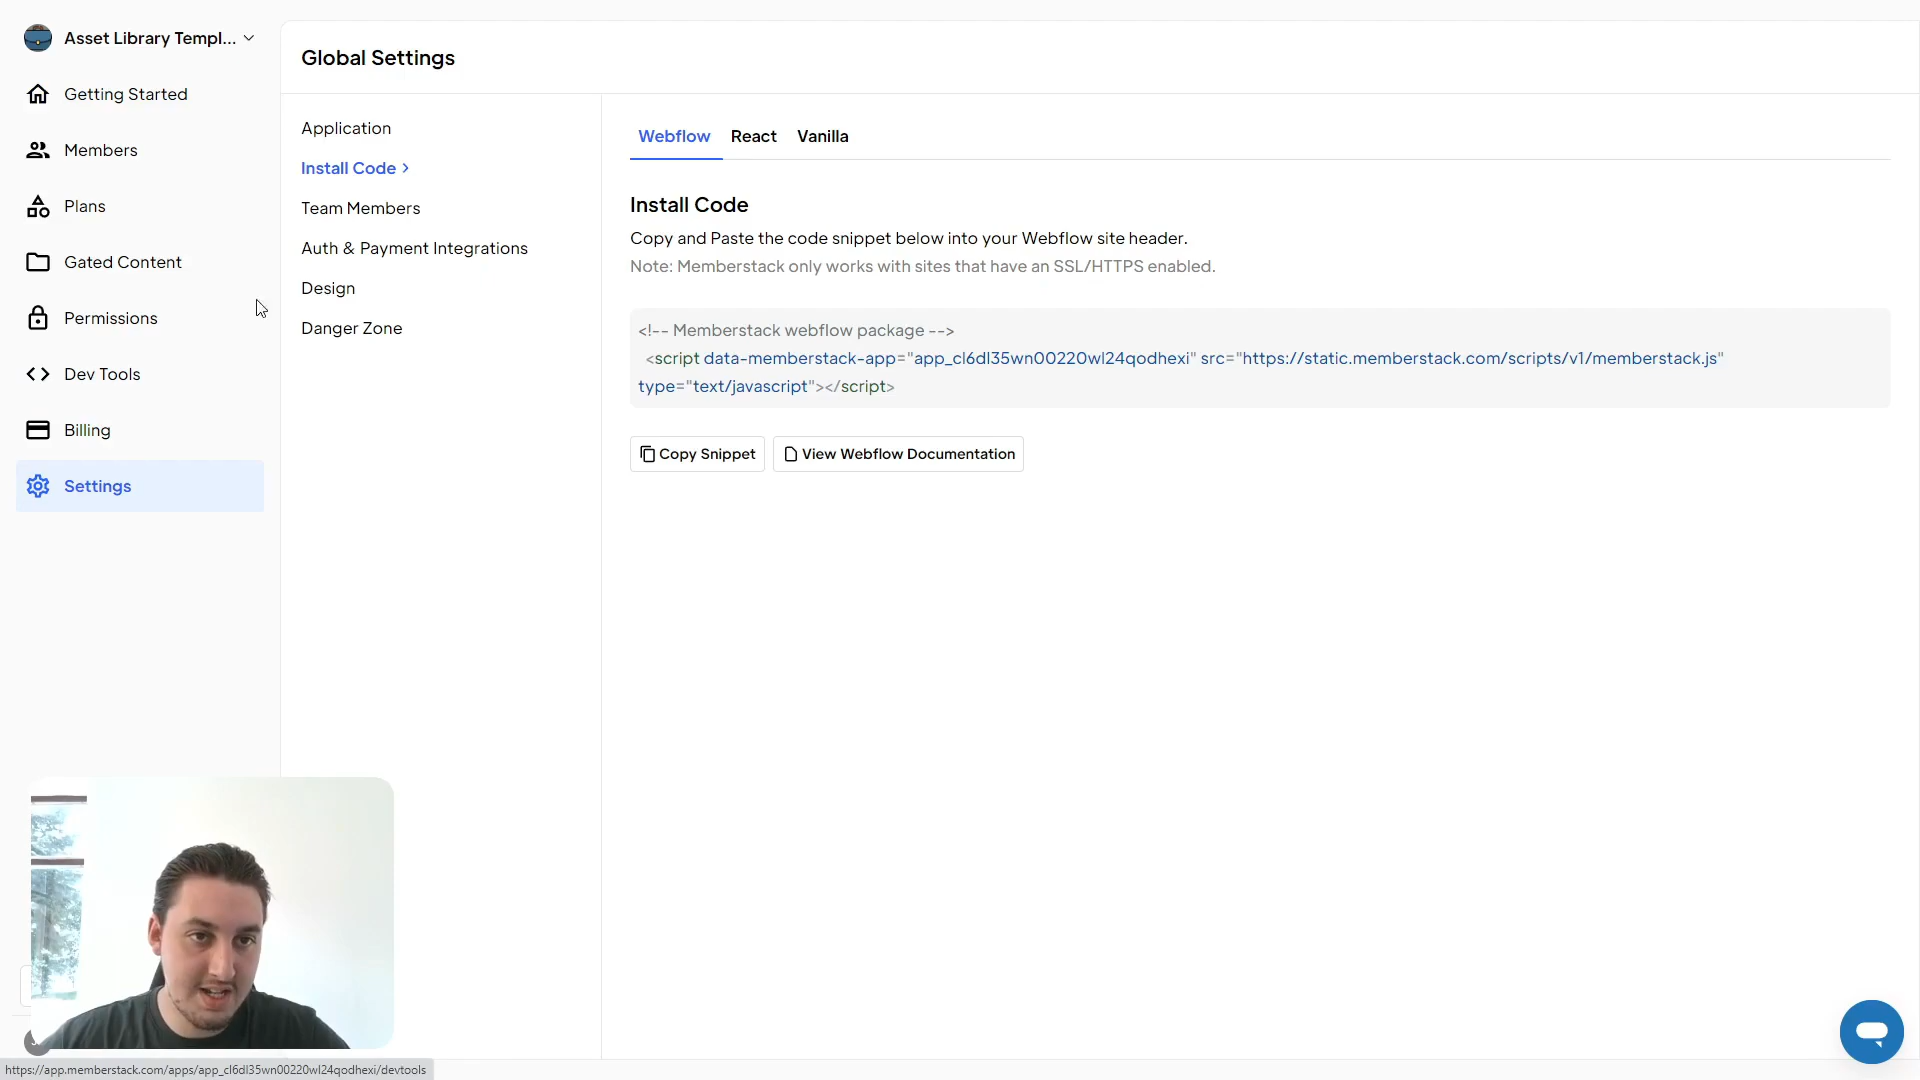 Asset Library Templ...
Getting Started
Members
Plans
Gated Content
Permissions
Dev Tools
Billing
Settings
Global Settings
Application
Install Code >
Team Members
Auth & Payment Integrations
Design
Danger Zone
Webflow React Vanilla
Install Code
Copy and Paste the code snippet below into your Webflow site header.
Note: Memberstack only works with sites that have an SSL/HTTPS enabled.
<!-- Memberstack webflow package -->
<script data-memberstack-app="app_cl6dl35wn00220wl24qodhexi" src="https://static.memberstack.com/scripts/v1/memberstack.js"
type="text/javascript"></script>
Copy Snippet View Webflow Documentation
https://app.memberstack.com/apps/app_cl6dl35wn00220wl24qodhexi/devtools